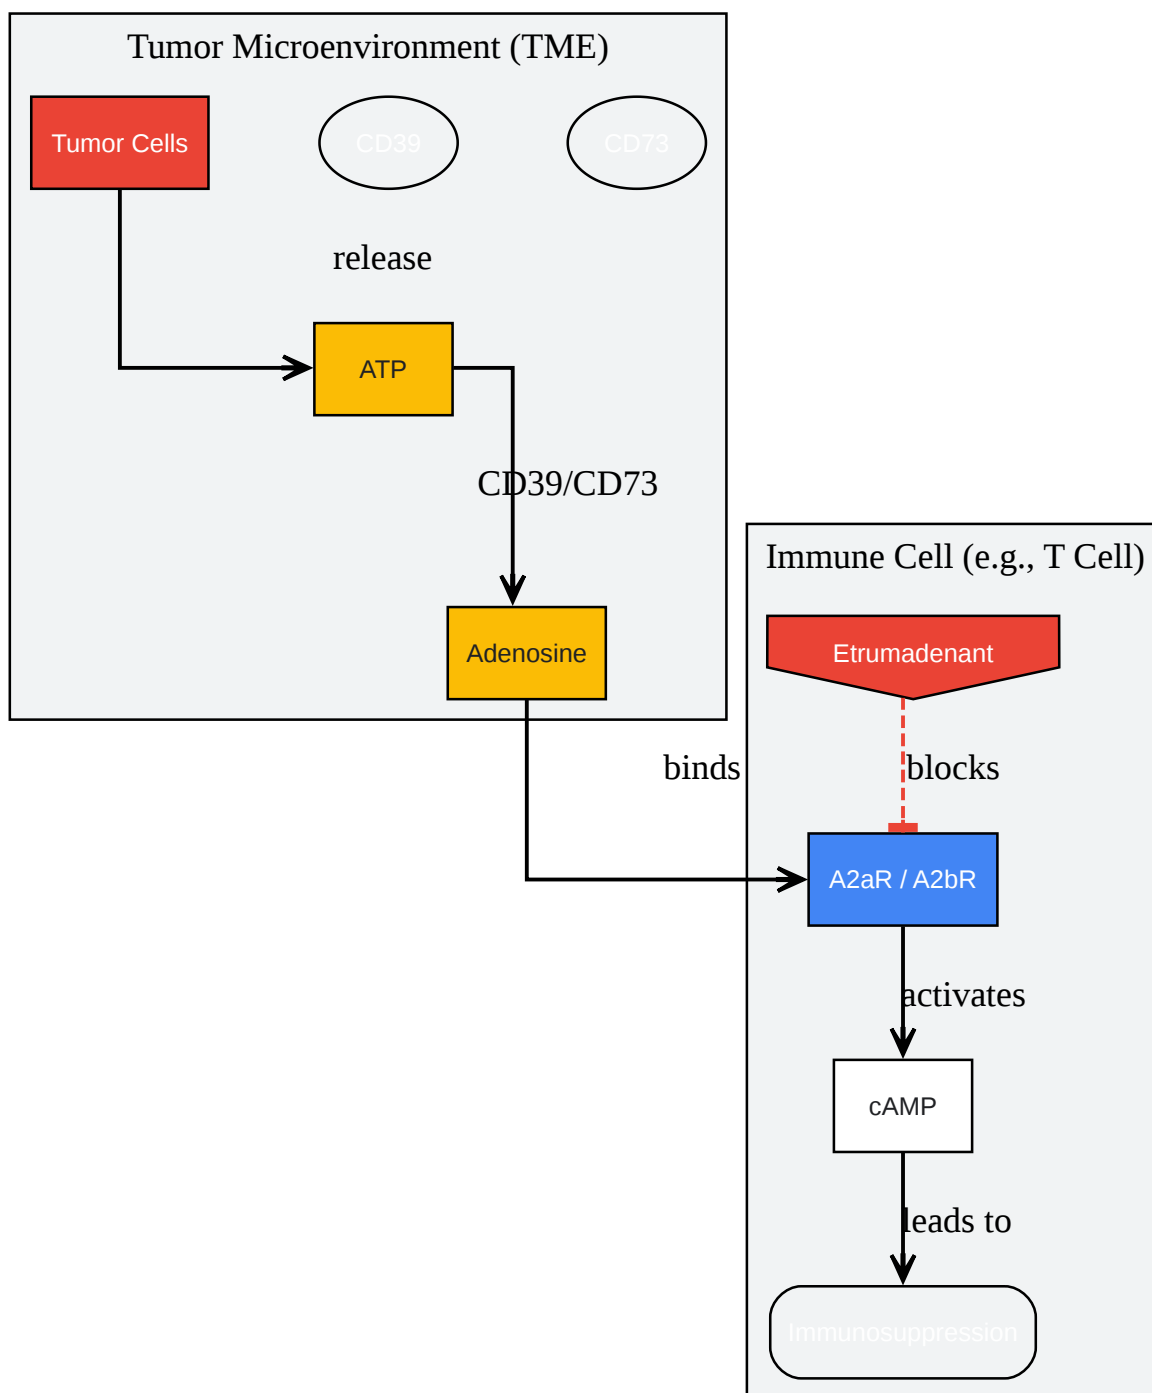 Tumor Microenvironment (TME)
Tumor Cells
CD39
CD73
release
ATP
CD39/CD73
Adenosine
Immune Cell (e.g., T Cell)
Etrumadenant
binds
blocks
A2aR / A2bR
activates
cAMP
leads to
Immunosuppression